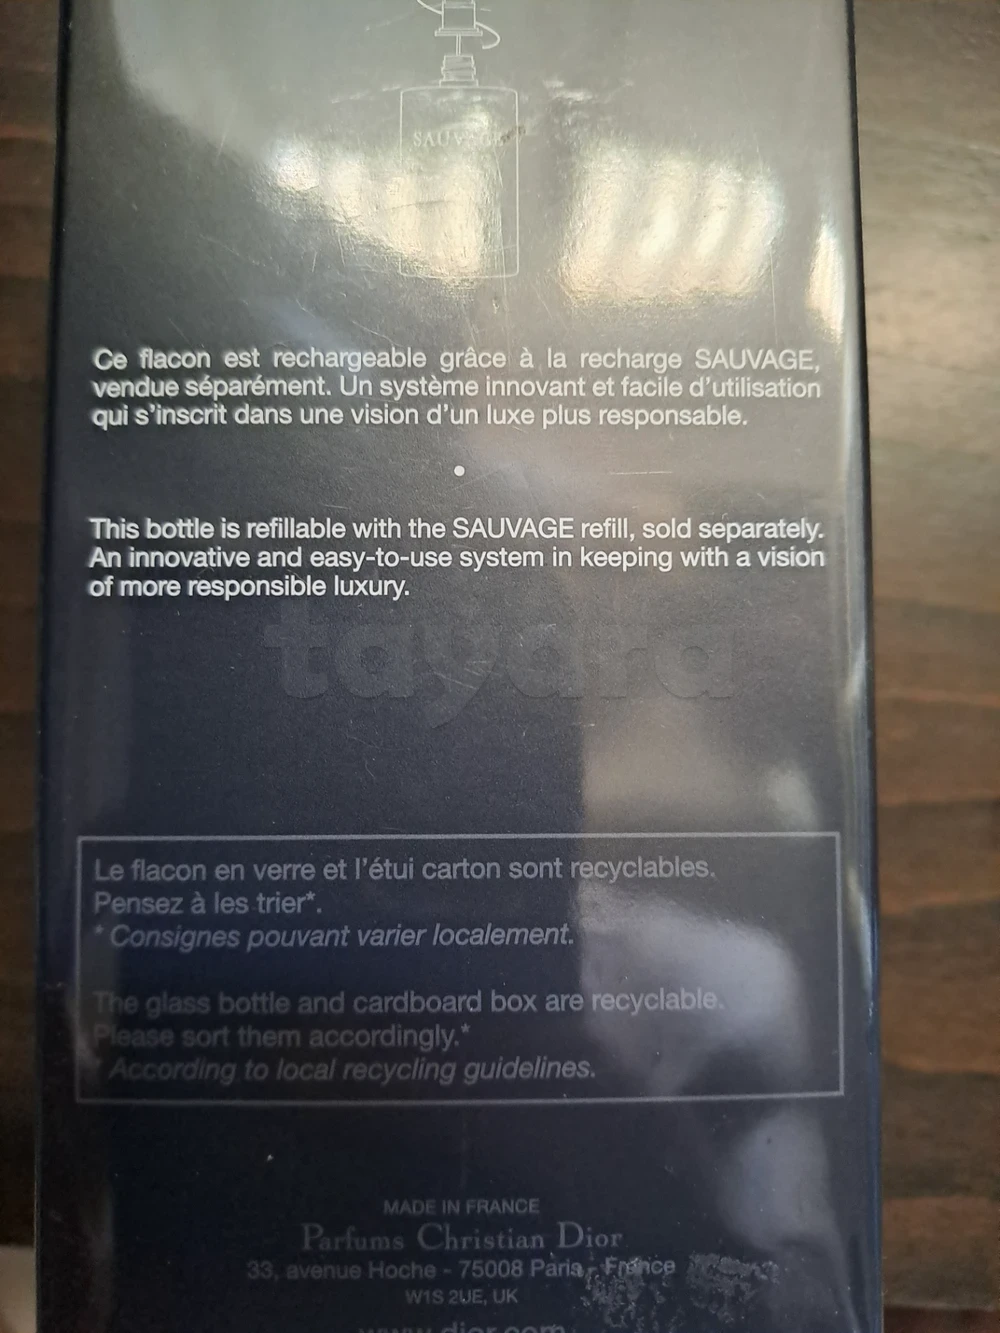 SAUVAGE
Ce flacon est rechargeable grâce à la recharge SAUVAGE,
vendue séparément. Un système innovant et facile d'utilisation
qui s'inscrit dans une vision d'un luxe plus responsable.
This bottle is refillable with the SAUVAGE refill, sold separately.
An innovative and easy-to-use system in keeping with a vision
of more responsible luxury.
tayara
Le flacon en verre et l'étui carton sont recyclables.
Pensez à les trier*.
* Consignes pouvant varier localement.
The glass bottle and cardboard box are recyclable.
Please sort them accordingly.*
* According to local recycling guidelines.
MADE IN FRANCE
Parfums Christian Dior
33, avenue Hoche - 75008 Paris - France
W1S 2UE, UK
www.dior.com